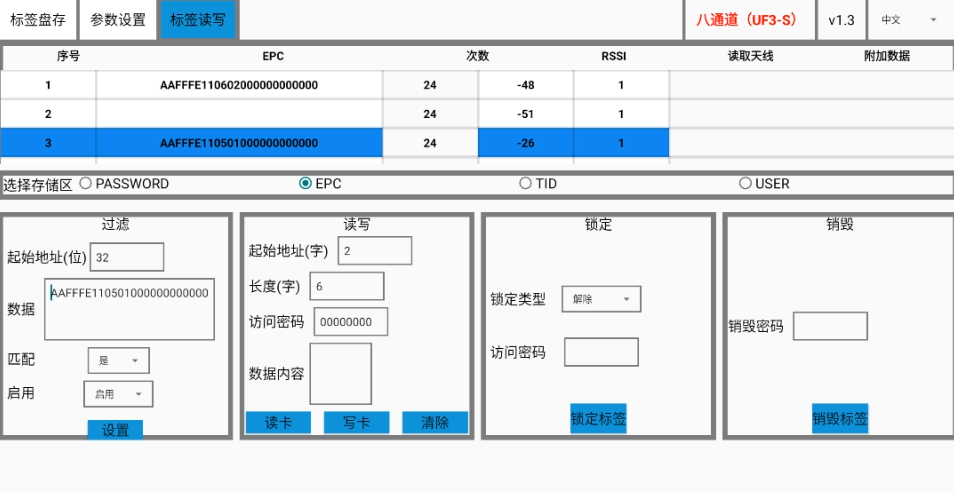 标签盘存 参数设置 标签读写 八通道（UF3-S） v1.3 中文
序号 EPC 次数 RSSI 读取天线 附加数据
1 AAFFFE110602000000000000 24 -48 1
2 24 -51 1
3 AAFFFE110501000000000000 24 -26 1
选择存储区 PASSWORD EPC TID USER
过滤
起始地址(位) 32
数据 AAFFFE110501000000000000
匹配 是
启用 启用
设置
读写
起始地址(字) 2
长度(字) 6
访问密码 00000000
数据内容
读卡 写卡 清除
锁定
锁定类型 解除
访问密码
锁定标签
销毁
销毁密码
销毁标签